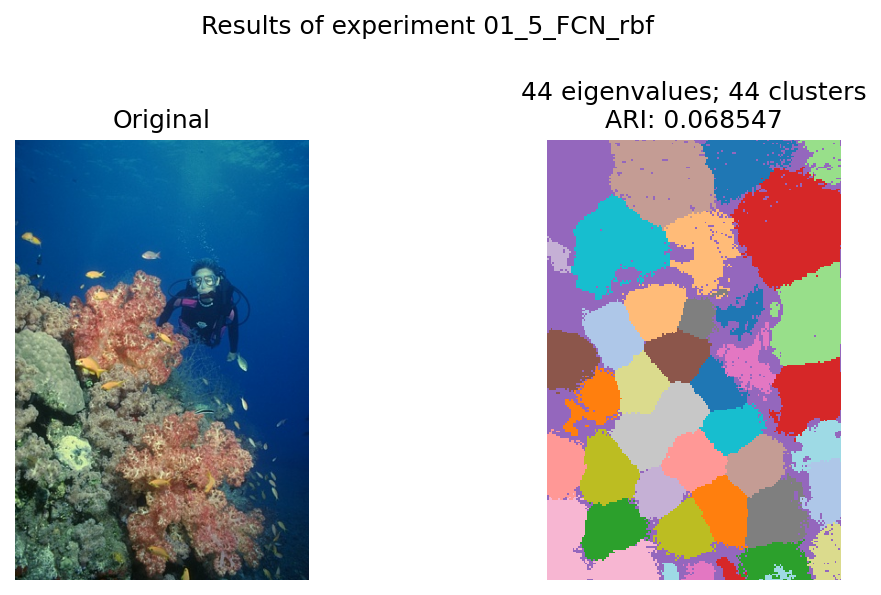 Results of experiment 01_5_FCN_rbf
Original
44 eigenvalues; 44 clusters
ARI: 0.068547